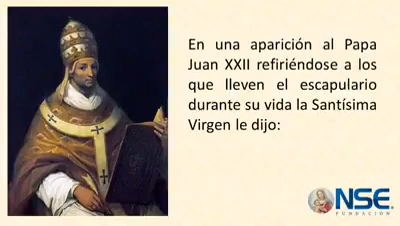 En una aparición al Papa
Juan XXII refiriéndose a los
que lleven el escapulario
durante su vida la Santísima
Virgen le dijo:
NSE
FUNDACIÓN